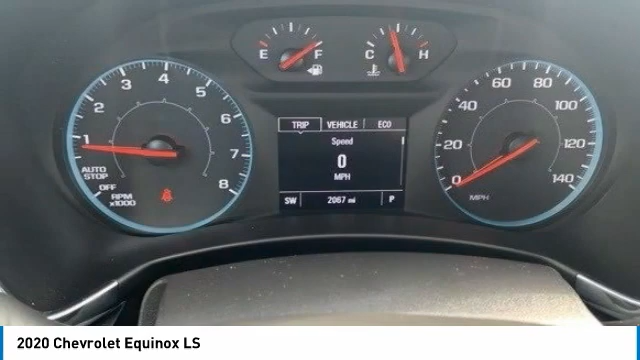 E F
C H
1
2
3
4
5
6
7
8
AUTO
STOP
OFF
RPM
x1000
TRIP VEHICLE ECO
Speed
0
MPH
SW 2067 mi P
0
20
40
60
80
100
120
140
MPH
2020 Chevrolet Equinox LS